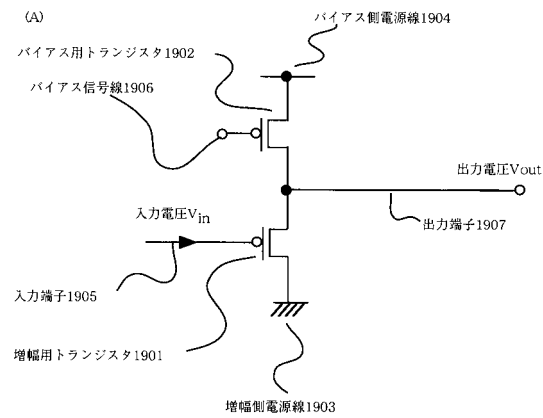 (A)
バイアス側電源線1904
バイアス用トランジスタ1902
バイアス信号線1906
出力電圧Vout
入力電圧Vin
出力端子1907
入力端子1905
増幅用トランジスタ1901
増幅側電源線1903